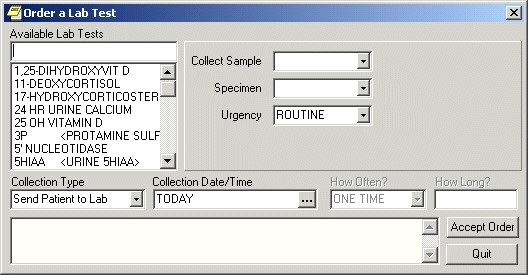 Order a Lab Test
Available Lab Tests
1,25-DIHYDROXYVIT D
11-DEOXYCORTISOL
17-HYDROXYCORTICOSTER
24 HR URINE CALCIUM
25 OH VITAMIN D
3P <PROTAMINE SULF
5' NUCLEOTIDASE
5HIAA <URINE 5HIAA>
Collect Sample
Specimen
Urgency ROUTINE
Collection Type Collection Date/Time How Often? How Long?
Send Patient to Lab TODAY ... ONE TIME
Accept Order
Quit